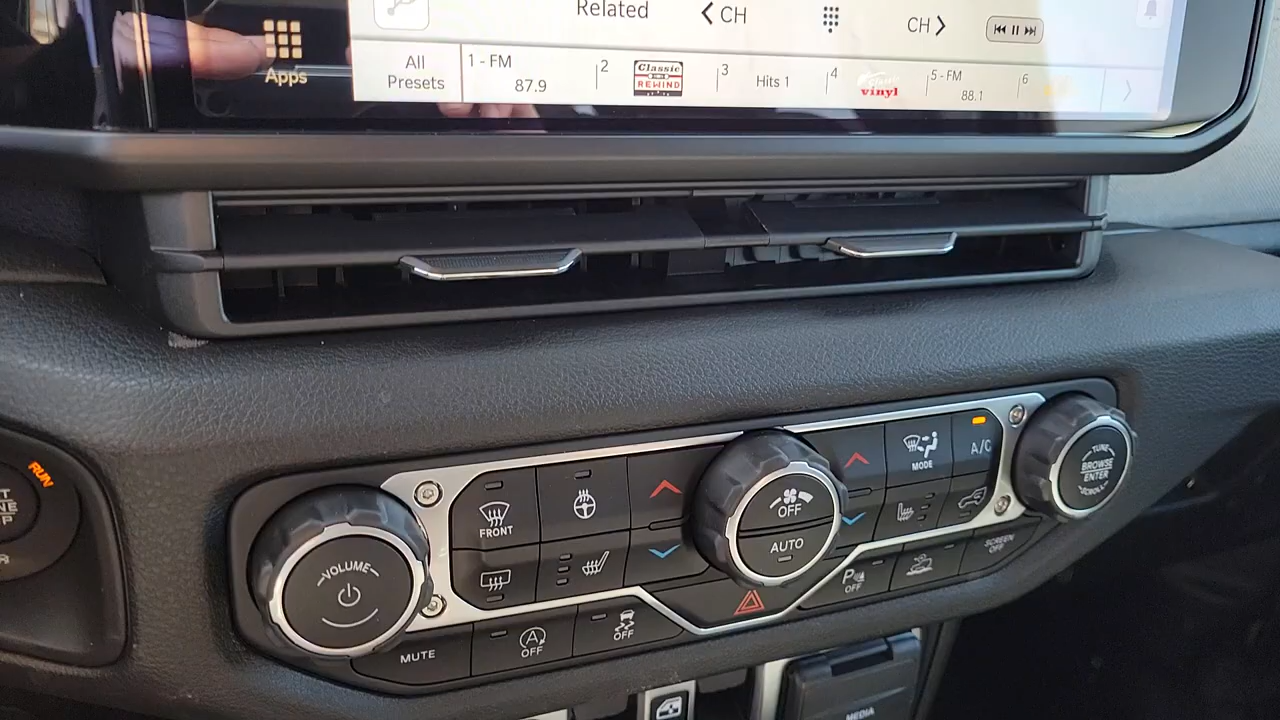 Related
CH
CH
Apps
All
Presets
1 - FM
87.9
2
Classic
REWIND
3
Hits 1
4
Classic
vinyl
5 - FM
88.1
6
RUN
VOLUME
FRONT
OFF
AUTO
MODE
A/C
TUNE
BROWSE
ENTER
SCROLL
MUTE
A
OFF
OFF
P
OFF
SCREEN
OFF
MEDIA